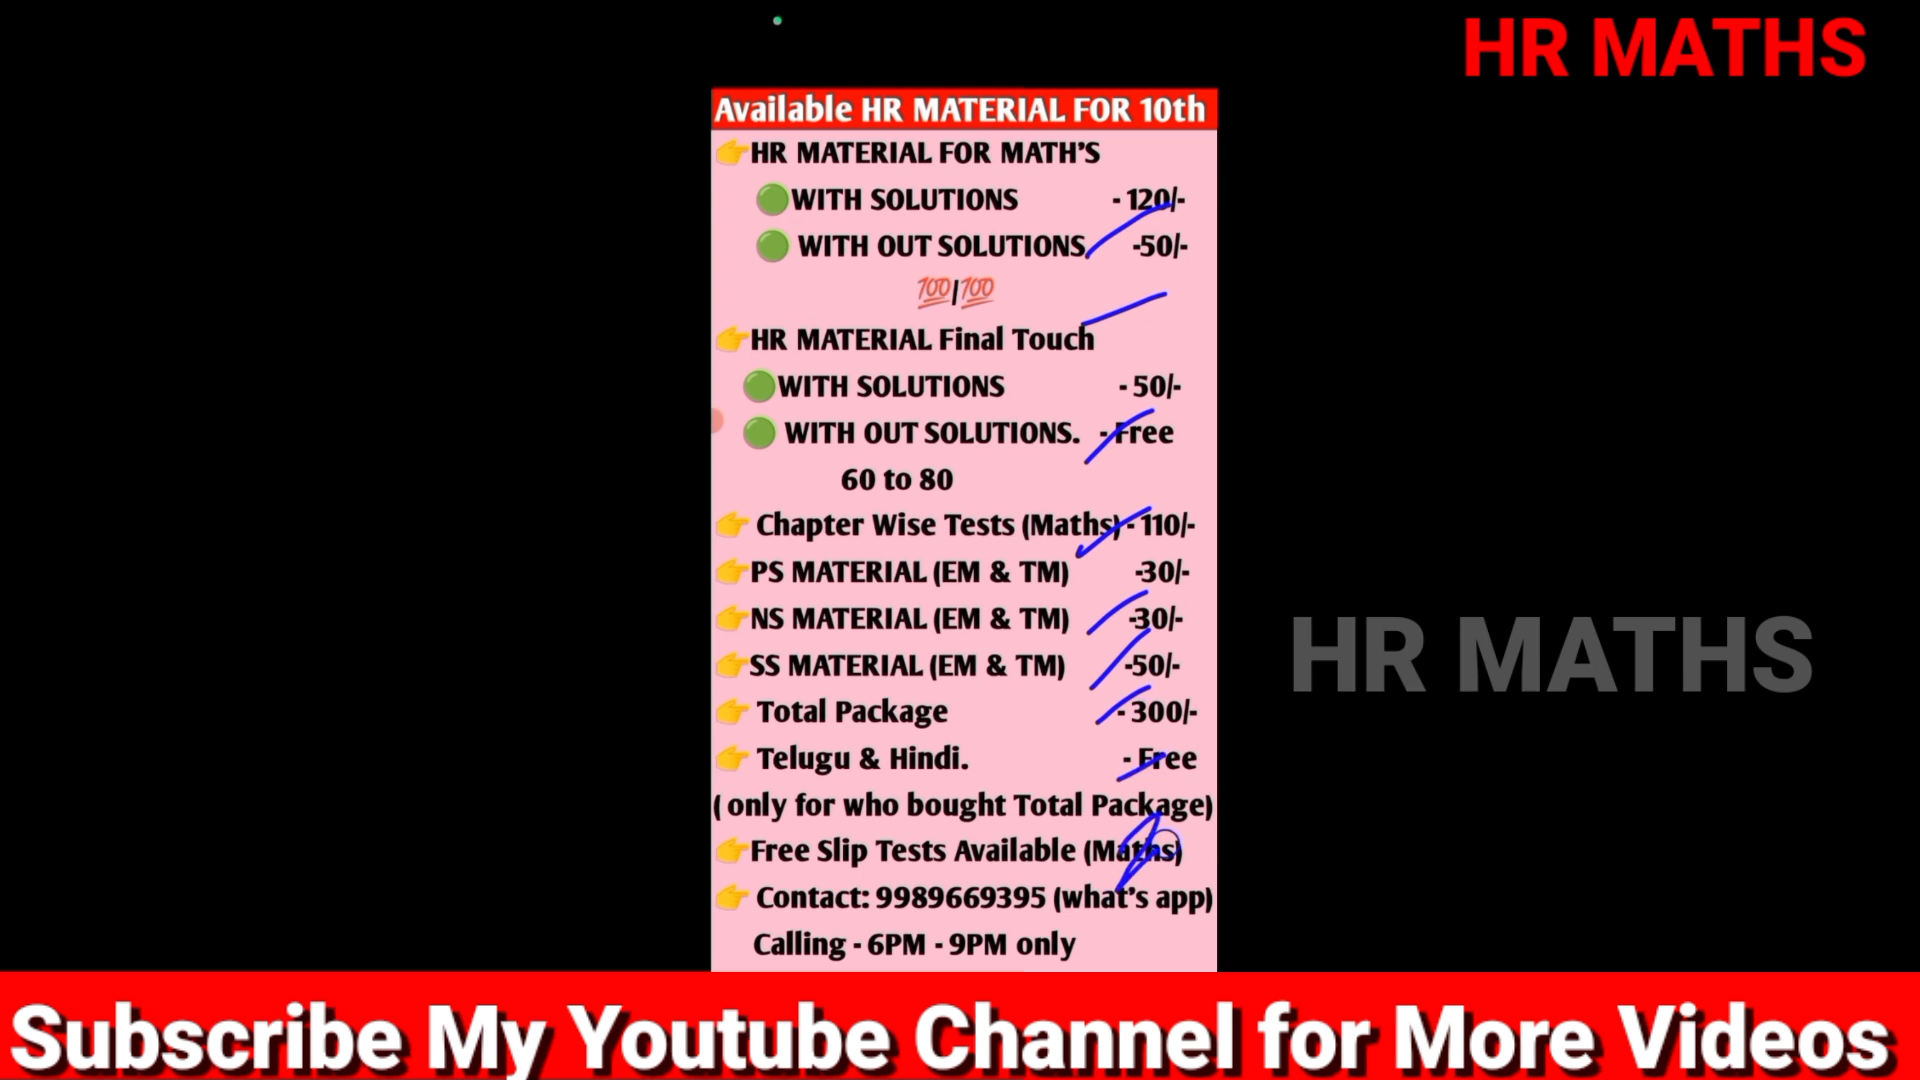 HR MATHS
Available HR MATERIAL FOR 10th
👉HR MATERIAL FOR MATH'S
🟢WITH SOLUTIONS - 120/-
🟢 WITH OUT SOLUTIONS -50/-
💯/💯
👉HR MATERIAL Final Touch
🟢WITH SOLUTIONS - 50/-
🟢 WITH OUT SOLUTIONS. - Free
60 to 80
👉 Chapter Wise Tests (Maths) - 110/-
👉PS MATERIAL (EM & TM) -30/-
👉NS MATERIAL (EM & TM) -30/-
👉SS MATERIAL (EM & TM) -50/-
👉 Total Package - 300/-
👉 Telugu & Hindi. - Free
( only for who bought Total Package)
👉Free Slip Tests Available (Maths)
👉 Contact: 9989669395 (what's app)
Calling - 6PM - 9PM only
HR MATHS
Subscribe My Youtube Channel for More Videos